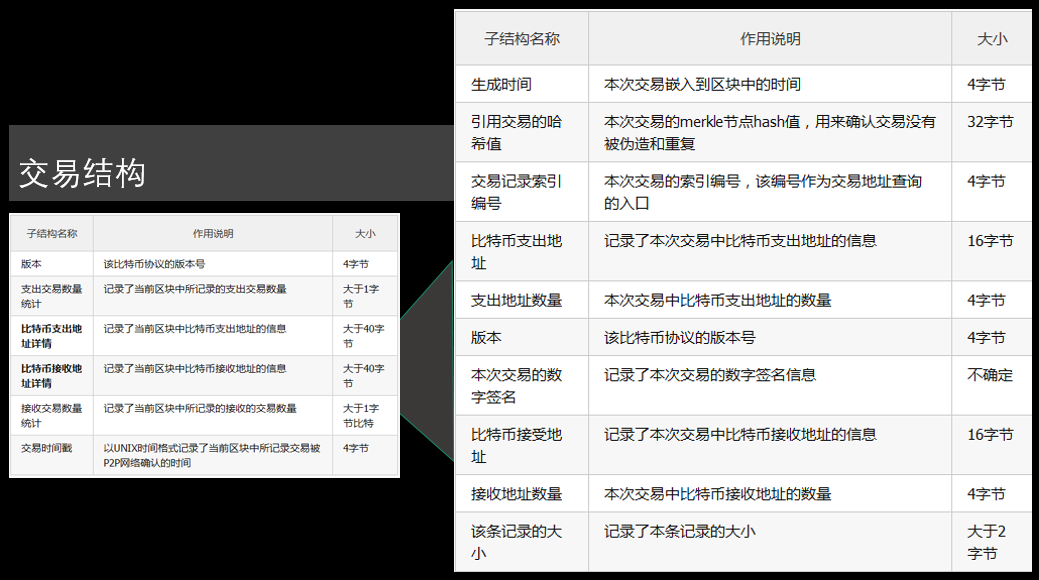 交易结构
子结构名称 作用说明 大小
版本 该比特币协议的版本号 4字节
支出交易数量 记录了当前区块中所记录的支出交易数量 大于1字
统计 节
比特币支出地 记录了当前区块中比特币支出地址的信息 大于40字
址详情 节
比特币接收地 记录了当前区块中比特币接收地址的信息 大于40字
址详情 节
接收交易数量 记录了当前区块中所记录的接收的交易数量 大于1字
统计 节比特
交易时间戳 以UNIX时间格式记录了当前区块中所记录交易被 4字节
P2P网络确认的时间
子结构名称 作用说明 大小
生成时间 本次交易嵌入到区块中的时间 4字节
引用交易的哈 本次交易的merkle节点hash值，用来确认交易没有 32字节
希值 被伪造和重复
交易记录索引 本次交易的索引编号，该编号作为交易地址查询 4字节
编号 的入口
比特币支出地 记录了本次交易中比特币支出地址的信息 16字节
址
支出地址数量 本次交易中比特币支出地址的数量 4字节
版本 该比特币协议的版本号 4字节
本次交易的数 记录了本次交易的数字签名信息 不确定
字签名
比特币接受地 记录了本次交易中比特币接收地址的信息 16字节
址
接收地址数量 本次交易中比特币接收地址的数量 4字节
该条记录的大 记录了本条记录的大小 大于2
小 字节